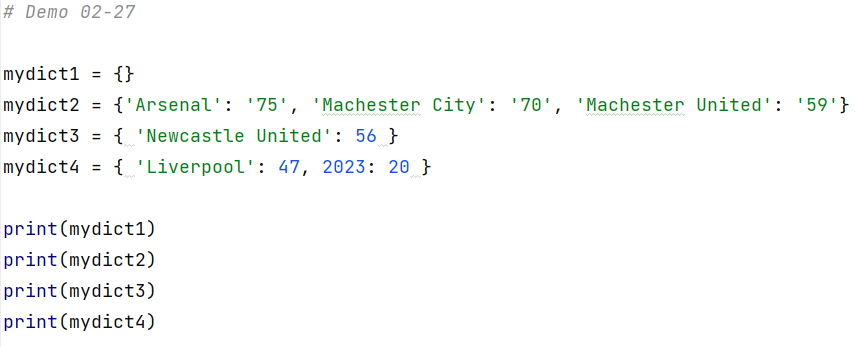 # Demo 02-27
mydict1 = {}
mydict2 = {'Arsenal': '75', 'Machester City': '70', 'Machester United': '59'}
mydict3 = { 'Newcastle United': 56 }
mydict4 = { 'Liverpool': 47, 2023: 20 }
print(mydict1)
print(mydict2)
print(mydict3)
print(mydict4)